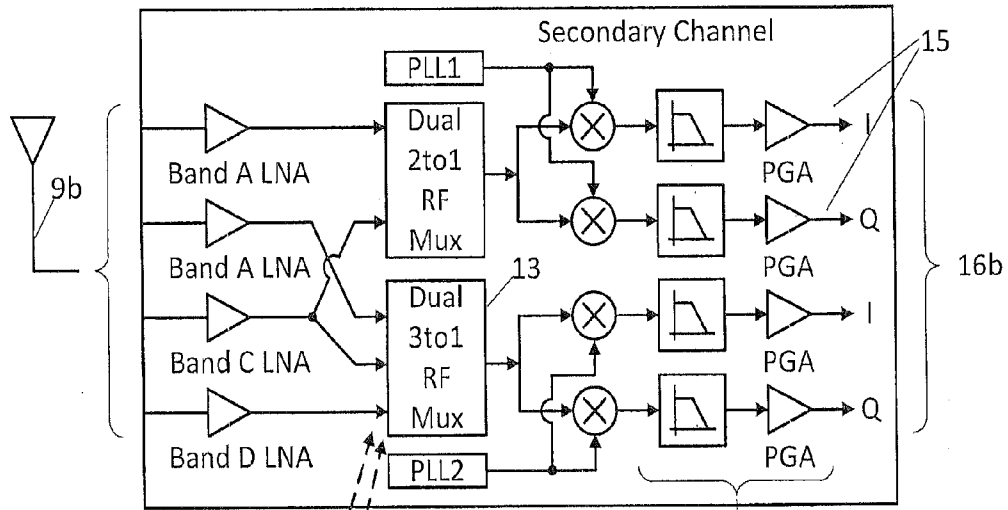 Secondary Channel
15
PLL1
Dual
2to1
RF
Mux
I
Band A LNA
PGA
9b
Q
Band A LNA
PGA
16b
13
Dual
3to1
RF
Mux
I
Band C LNA
PGA
Q
Band D LNA
PLL2
PGA